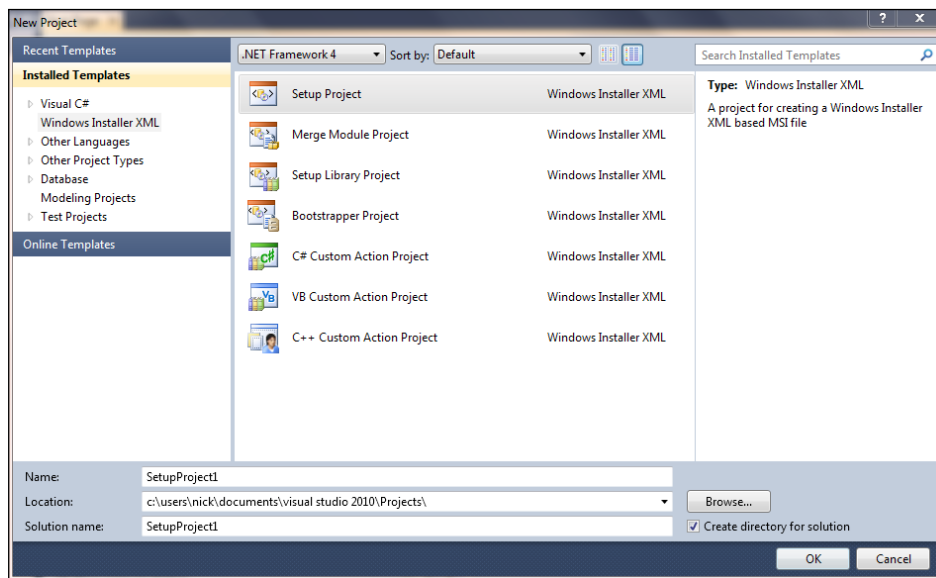 New Project
Recent Templates
Installed Templates
Visual C#
Windows Installer XML
Other Languages
Other Project Types
Database
Modeling Projects
Test Projects
Online Templates
.NET Framework 4 Sort by: Default
Setup Project Windows Installer XML
Merge Module Project Windows Installer XML
Setup Library Project Windows Installer XML
Bootstrapper Project Windows Installer XML
C# Custom Action Project Windows Installer XML
VB Custom Action Project Windows Installer XML
C++ Custom Action Project Windows Installer XML
Search Installed Templates
Type: Windows Installer XML
A project for creating a Windows Installer
XML based MSI file
Name: SetupProject1
Location: c:\users\nick\documents\visual studio 2010\Projects\ Browse...
Solution name: SetupProject1 Create directory for solution
OK Cancel